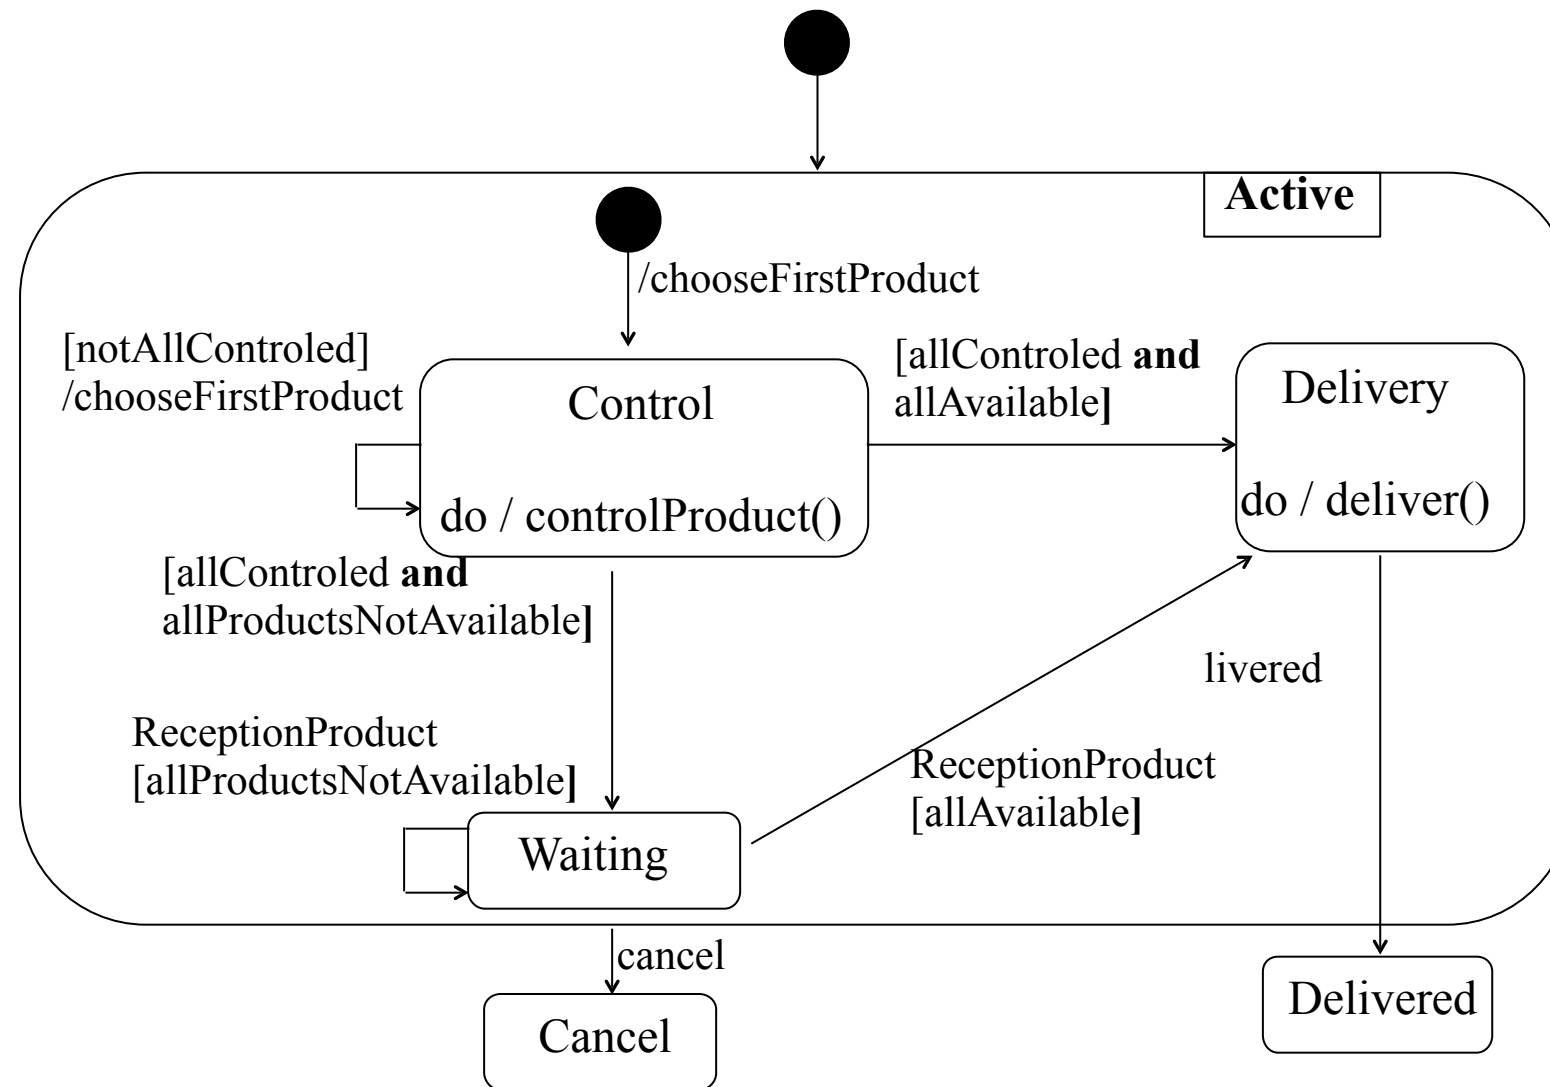 Active
/chooseFirstProduct
[notAllControled]
/chooseFirstProduct
[allControled and
allAvailable]
Control
do / controlProduct()
Delivery
do / deliver()
[allControled and
allProductsNotAvailable]
livered
ReceptionProduct
[allProductsNotAvailable]
ReceptionProduct
[allAvailable]
Waiting
cancel
Cancel
Delivered